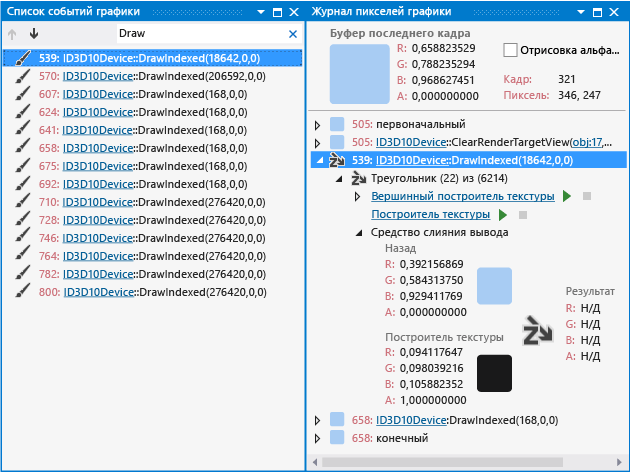 Список событий графики
Draw
539: ID3D10Device::DrawIndexed(18642,0,0)
570: ID3D10Device::DrawIndexed(206592,0,0)
607: ID3D10Device::DrawIndexed(168,0,0)
624: ID3D10Device::DrawIndexed(168,0,0)
641: ID3D10Device::DrawIndexed(168,0,0)
658: ID3D10Device::DrawIndexed(168,0,0)
675: ID3D10Device::DrawIndexed(168,0,0)
692: ID3D10Device::DrawIndexed(168,0,0)
710: ID3D10Device::DrawIndexed(276420,0,0)
728: ID3D10Device::DrawIndexed(276420,0,0)
746: ID3D10Device::DrawIndexed(276420,0,0)
764: ID3D10Device::DrawIndexed(276420,0,0)
782: ID3D10Device::DrawIndexed(276420,0,0)
800: ID3D10Device::DrawIndexed(276420,0,0)
Журнал пикселей графики
Буфер последнего кадра
R: 0,658823529
G: 0,788235294
B: 0,968627451
A: 0,000000000
Отрисовка альфа...
Кадр: 321
Пиксель: 346, 247
505: первоначальный
505: ID3D10Device::ClearRenderTargetView(obj:17,...
539: ID3D10Device::DrawIndexed(18642,0,0)
Треугольник (22) из (6214)
Вершинный построитель текстуры
Построитель текстуры
Средство слияния вывода
Назад
R: 0,392156869
G: 0,584313750
B: 0,929411769
A: 0,000000000
Построитель текстуры
R: 0,094117647
G: 0,098039216
B: 0,105882352
A: 1,000000000
Результат
R: Н/Д
G: Н/Д
B: Н/Д
A: Н/Д
658: ID3D10Device:DrawIndexed(168,0,0)
658: конечный